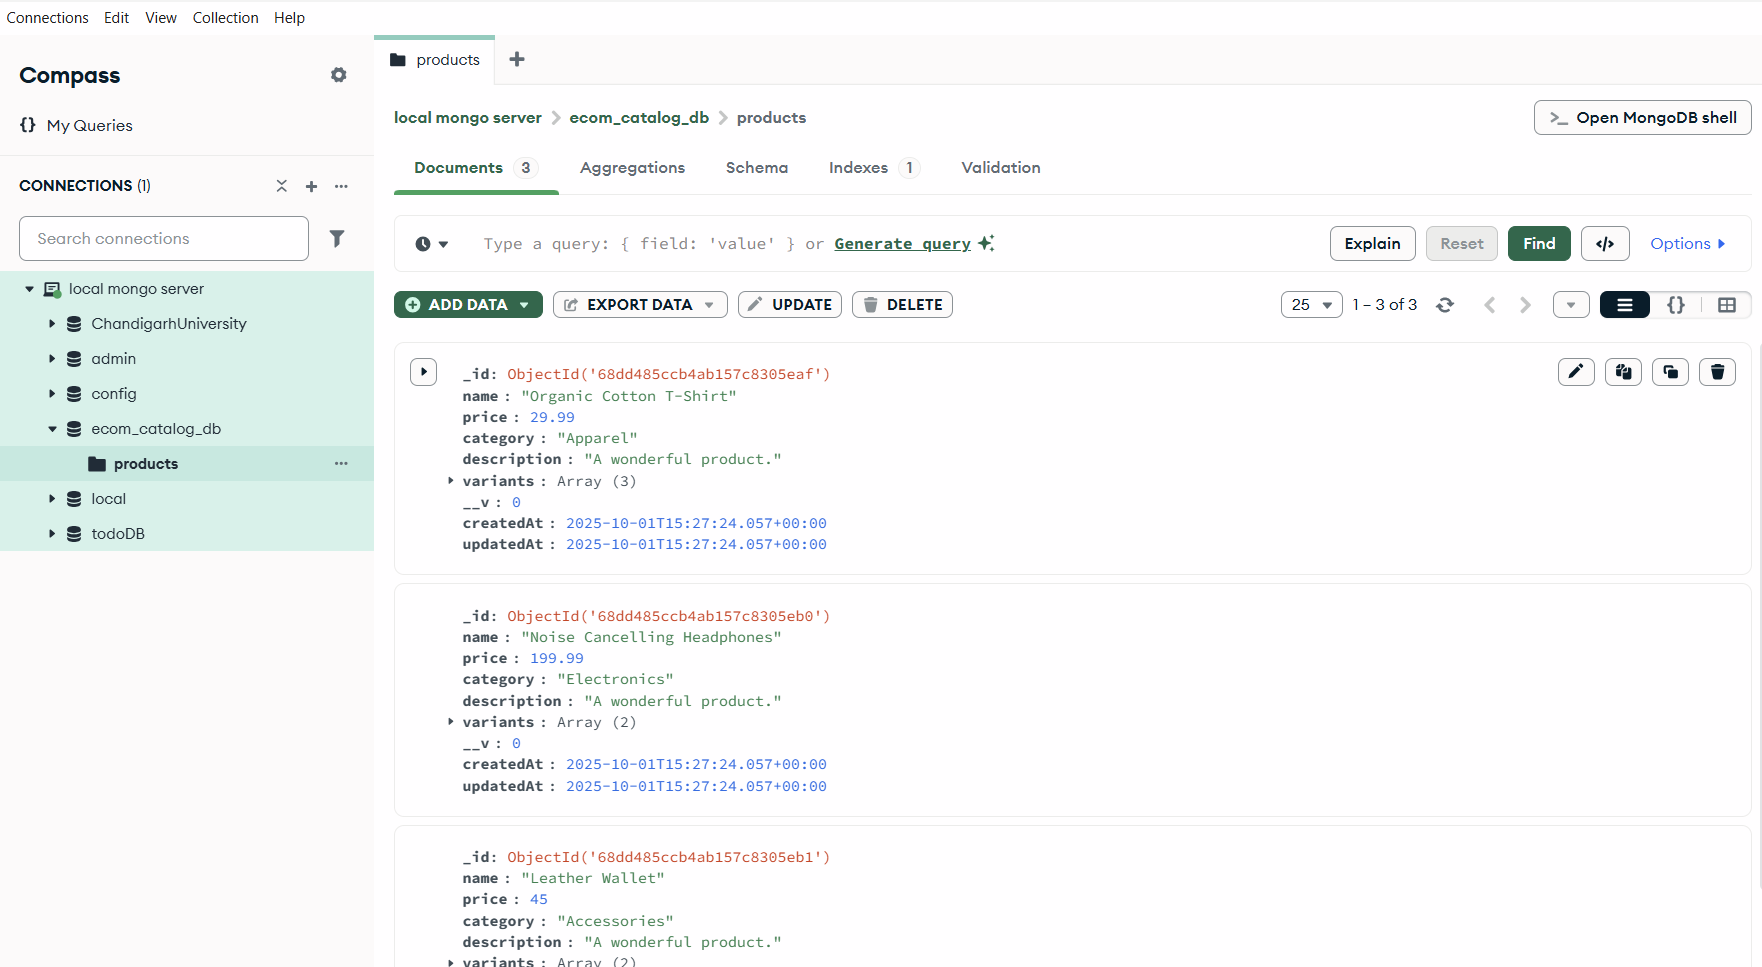 Connections Edit View Collection Help
Compass
My Queries
CONNECTIONS (1)
Search connections
local mongo server
ChandigarhUniversity
admin
config
ecom_catalog_db
products
local
todoDB
products
local mongo server > ecom_catalog_db > products
>_ Open MongoDB shell
Documents 3 Aggregations Schema Indexes 1 Validation
Type a query: { field: 'value' } or Generate query
Explain Reset Find </> Options
ADD DATA EXPORT DATA UPDATE DELETE
25 1 – 3 of 3 {}
_id: ObjectId('68dd485ccb4ab157c8305eaf')
name : "Organic Cotton T-Shirt"
price : 29.99
category : "Apparel"
description : "A wonderful product."
variants : Array (3)
__v : 0
createdAt : 2025-10-01T15:27:24.057+00:00
updatedAt : 2025-10-01T15:27:24.057+00:00
_id: ObjectId('68dd485ccb4ab157c8305eb0')
name : "Noise Cancelling Headphones"
price : 199.99
category : "Electronics"
description : "A wonderful product."
variants : Array (2)
__v : 0
createdAt : 2025-10-01T15:27:24.057+00:00
updatedAt : 2025-10-01T15:27:24.057+00:00
_id: ObjectId('68dd485ccb4ab157c8305eb1')
name : "Leather Wallet"
price : 45
category : "Accessories"
description : "A wonderful product."
variants : Array (2)